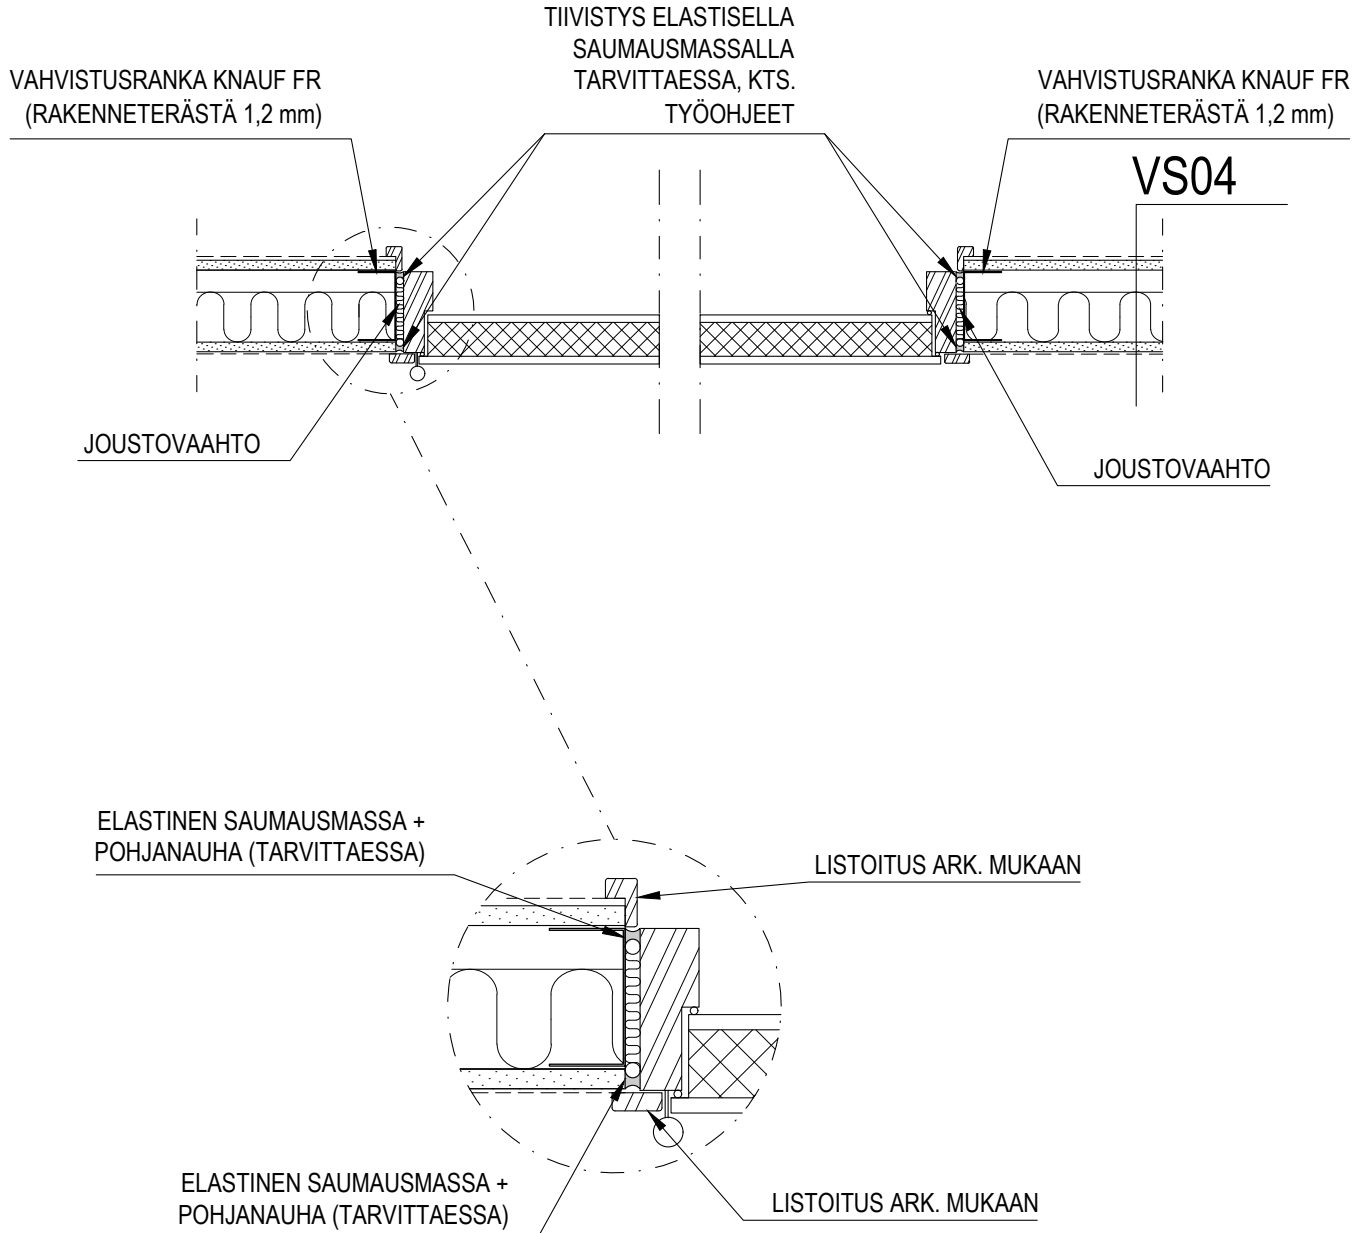 TIIVISTYS ELASTISELLA
SAUMAUSMASSALLA
TARVITTAESSA, KTS.
TYÖOHJEET
VAHVISTUSRANKA KNAUF FR
(RAKENNETERÄSTÄ 1,2 mm)
VAHVISTUSRANKA KNAUF FR
(RAKENNETERÄSTÄ 1,2 mm)
VS04
JOUSTOVAAHTO
JOUSTOVAAHTO
ELASTINEN SAUMAUSMASSA +
POHJANAUHA (TARVITTAESSA)
LISTOITUS ARK. MUKAAN
ELASTINEN SAUMAUSMASSA +
POHJANAUHA (TARVITTAESSA)
LISTOITUS ARK. MUKAAN